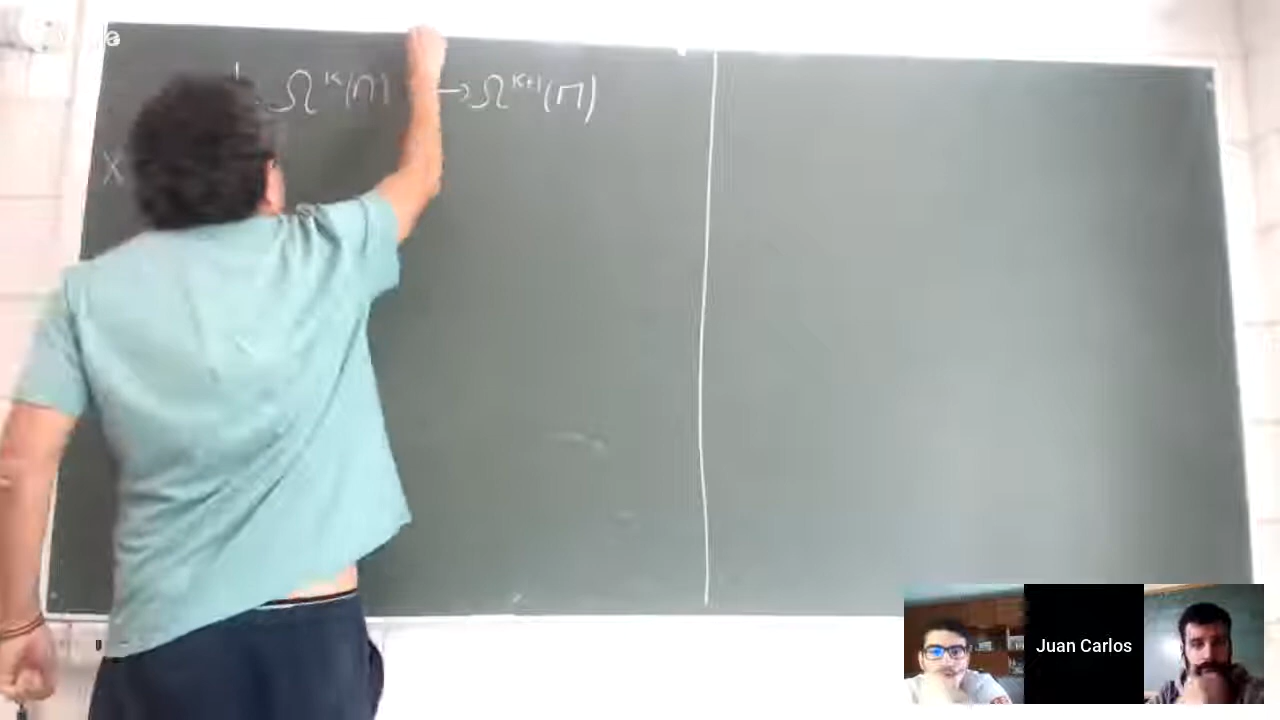 Ω^k(M) → Ω^{k+1}(M)
X
Juan Carlos